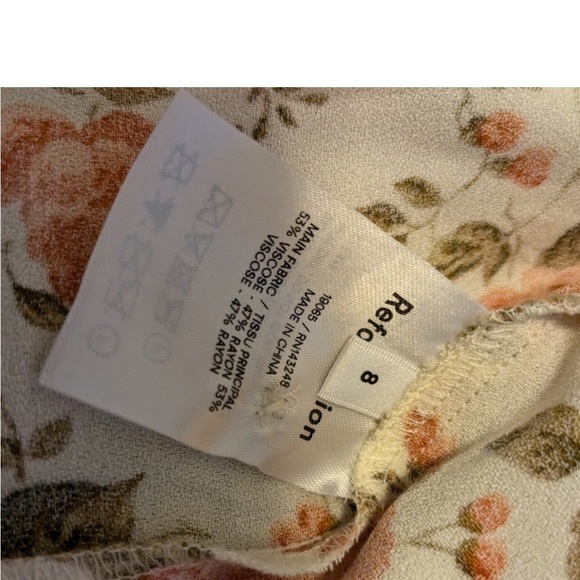 Refo
8
ion
19065 / RN143248
MADE IN CHINA
MAIN FABRIC / TISSU PRINCIPAL
53% VISCOSE - 47% RAYON 53%
VISCOSE - 47% RAYON